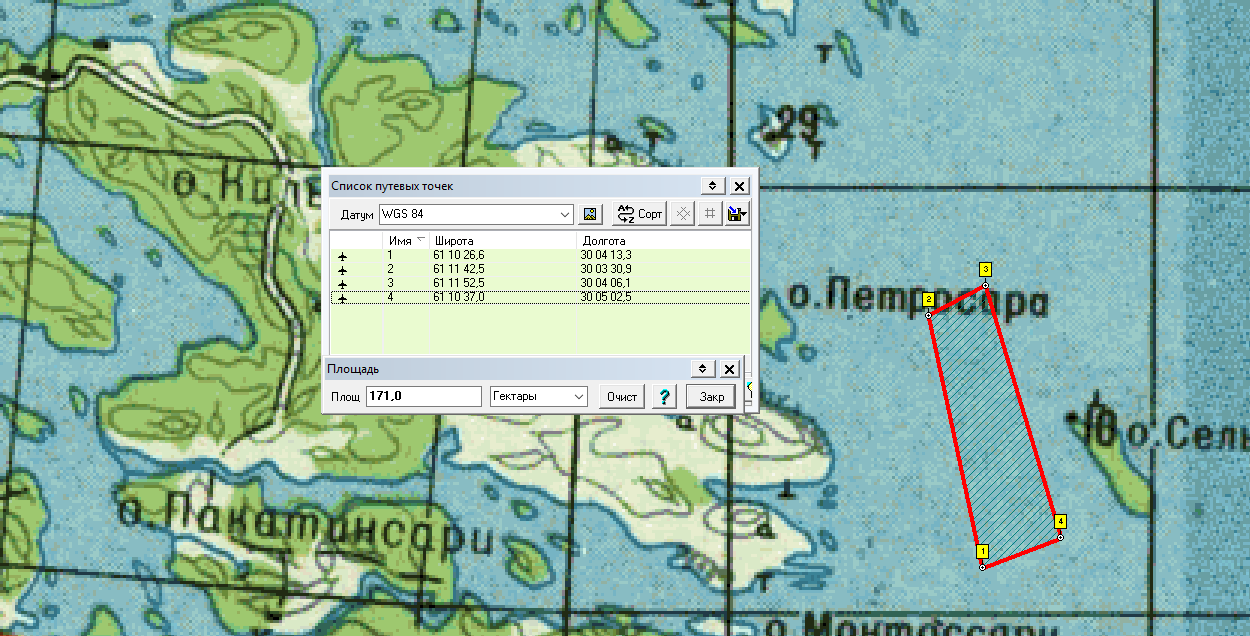 т
29
т
т
о. Киль
Список путевых точек
Датум WGS 84 Сорт
Имя Широта Долгота
1 61 10 26,6 30 04 13,3
2 61 11 42,5 30 03 30,9
3 61 11 52,5 30 04 06,1
4 61 10 37,0 30 05 02,5
3
2
о.Петросара
Площадь
Площ 171,0 Гектары Очист ? Закр
10 о.Сель
о.Пакатинсари
4
1
т
о Монтоссари